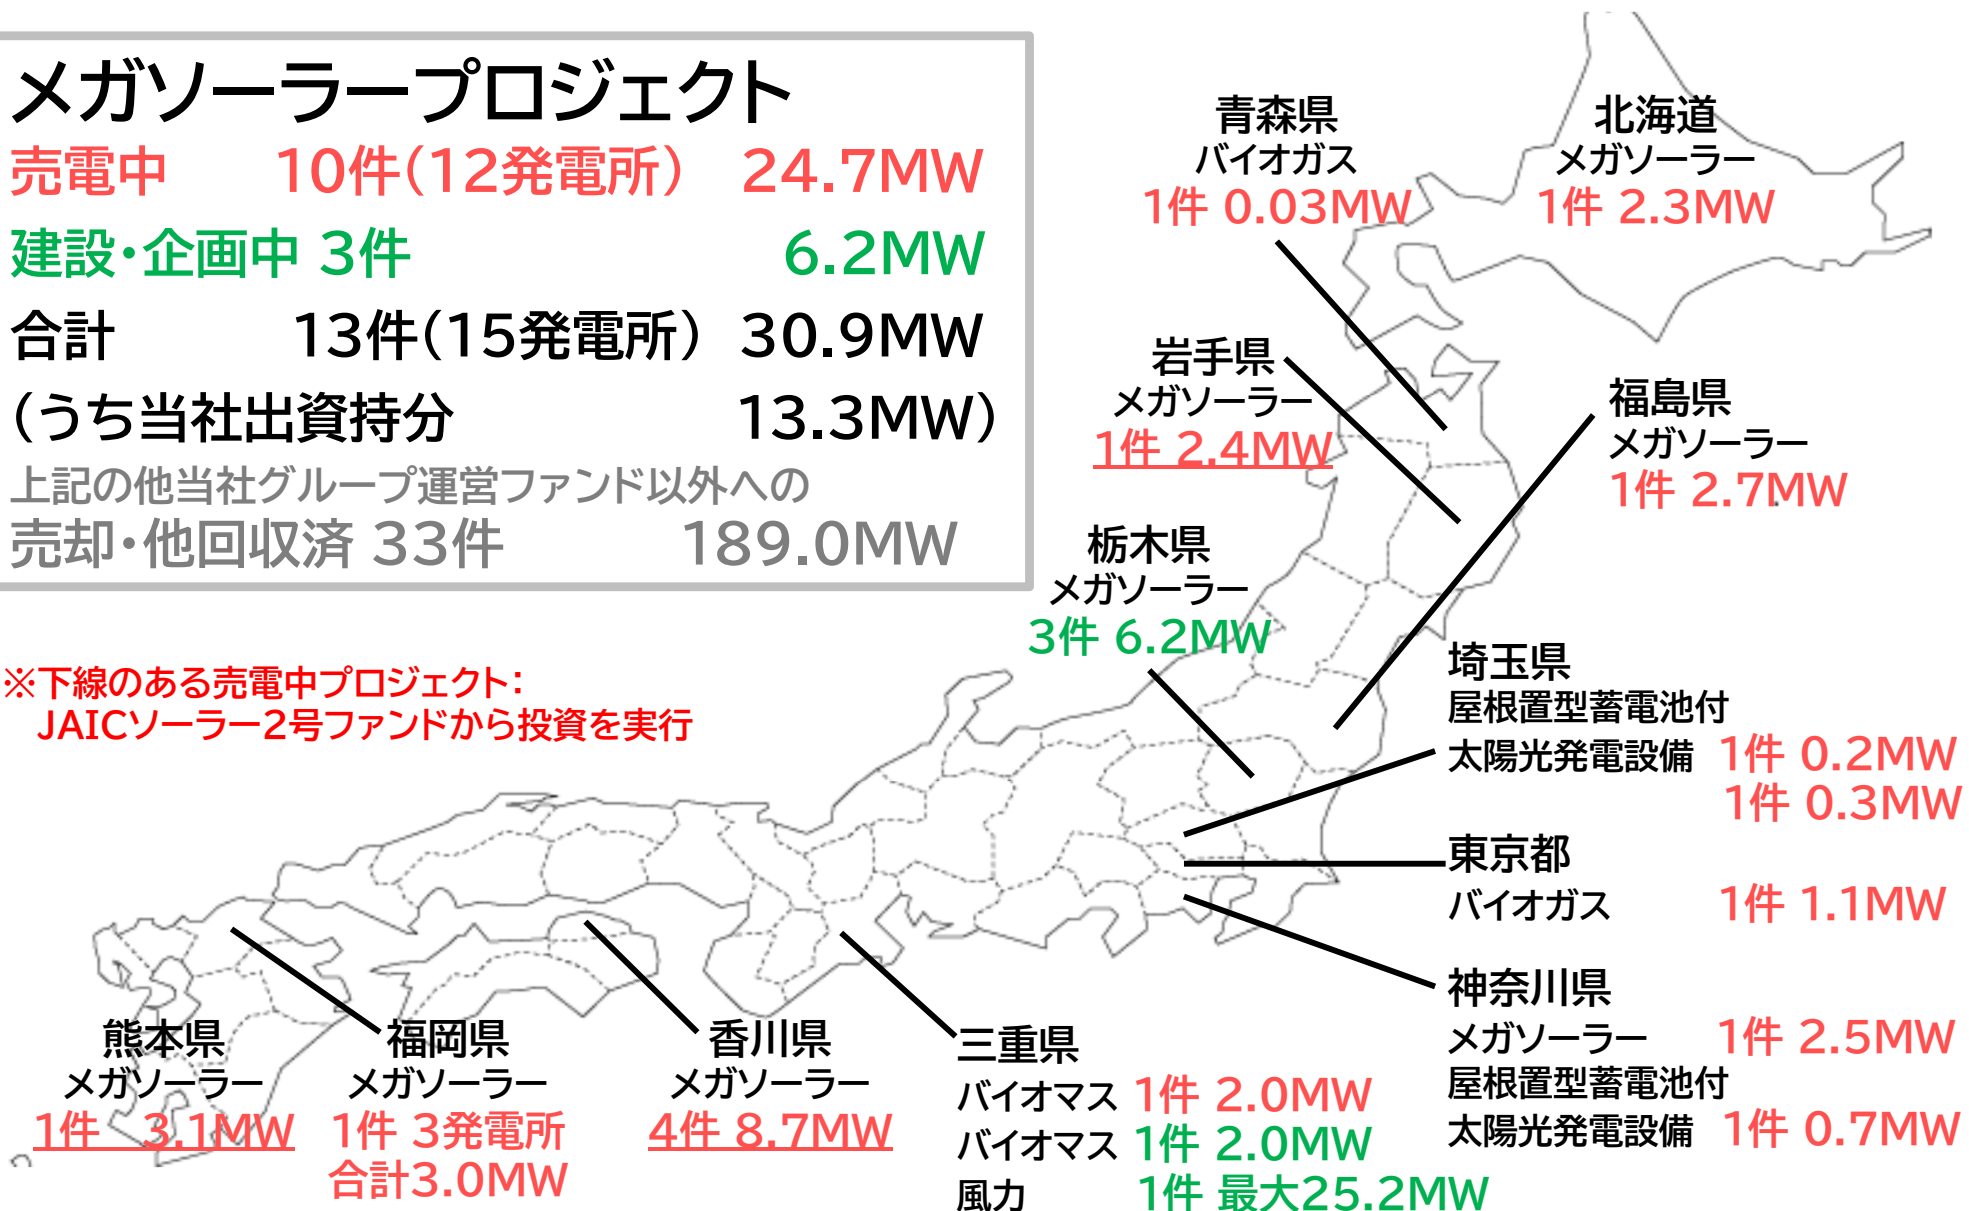 メガソーラープロジェクト
売電中 10件(12発電所) 24.7MW
建設・企画中 3件 6.2MW
合計 13件(15発電所) 30.9MW
(うち当社出資持分 13.3MW)
上記の他当社グループ運営ファンド以外への
売却・他回収済 33件 189.0MW
※下線のある売電中プロジェクト:
JAICソーラー2号ファンドから投資を実行
青森県
バイオガス
1件 0.03MW
北海道
メガソーラー
1件 2.3MW
岩手県
メガソーラー
1件 2.4MW
福島県
メガソーラー
1件 2.7MW
栃木県
メガソーラー
3件 6.2MW
埼玉県
屋根置型蓄電池付
太陽光発電設備 1件 0.2MW
1件 0.3MW
東京都
バイオガス 1件 1.1MW
神奈川県
メガソーラー 1件 2.5MW
屋根置型蓄電池付
太陽光発電設備 1件 0.7MW
熊本県
メガソーラー
1件 3.1MW
福岡県
メガソーラー
1件 3発電所
合計3.0MW
香川県
メガソーラー
4件 8.7MW
三重県
バイオマス 1件 2.0MW
バイオマス 1件 2.0MW
風力 1件 最大25.2MW